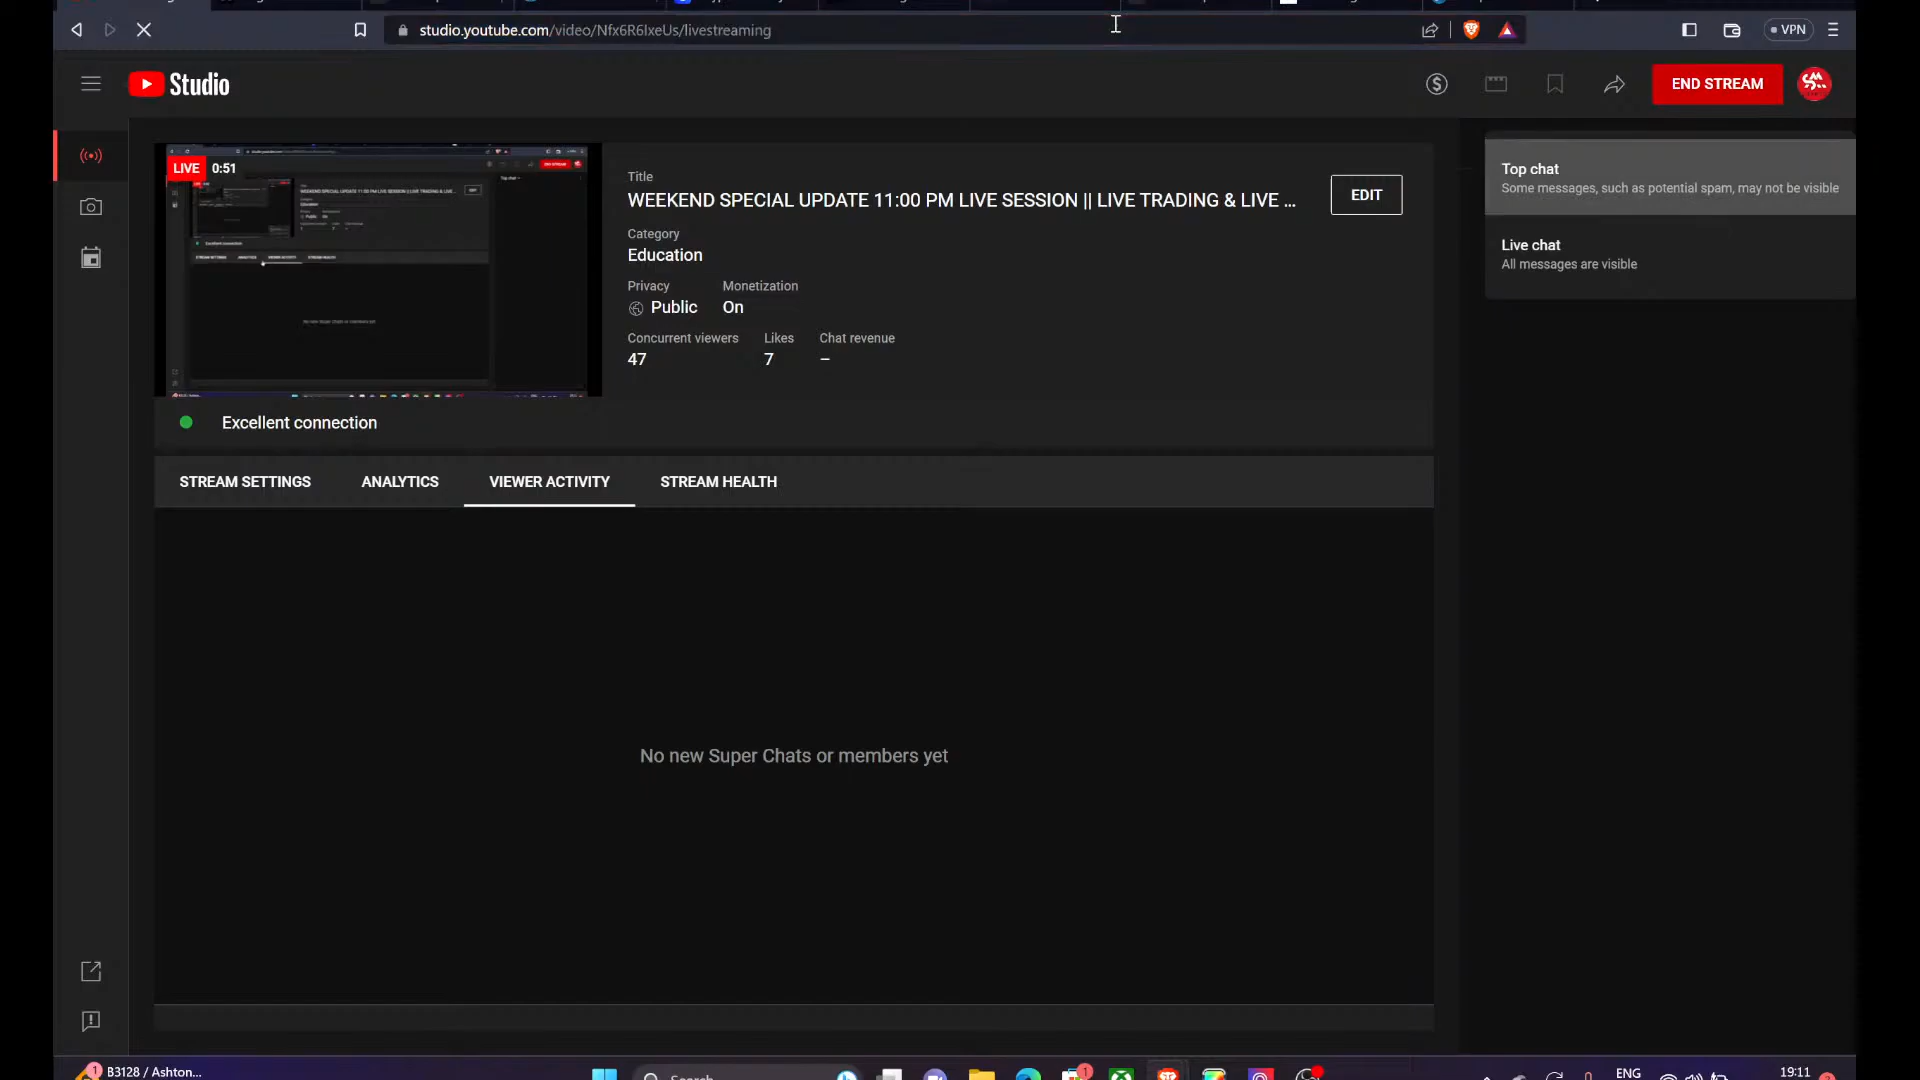 studio.youtube.com/video/Nfx6R6IxeUs/livestreaming
VPN
Studio
END STREAM
LIVE 0:51
Title
WEEKEND SPECIAL UPDATE 11:00 PM LIVE SESSION || LIVE TRADING & LIVE ...
EDIT
Category
Education
Privacy Monetization
Public On
Concurrent viewers Likes Chat revenue
47 7 –
Excellent connection
Top chat
Some messages, such as potential spam, may not be visible
Live chat
All messages are visible
STREAM SETTINGS ANALYTICS VIEWER ACTIVITY STREAM HEALTH
No new Super Chats or members yet
1 B3128 / Ashton...
Search
1
ENG
19:11